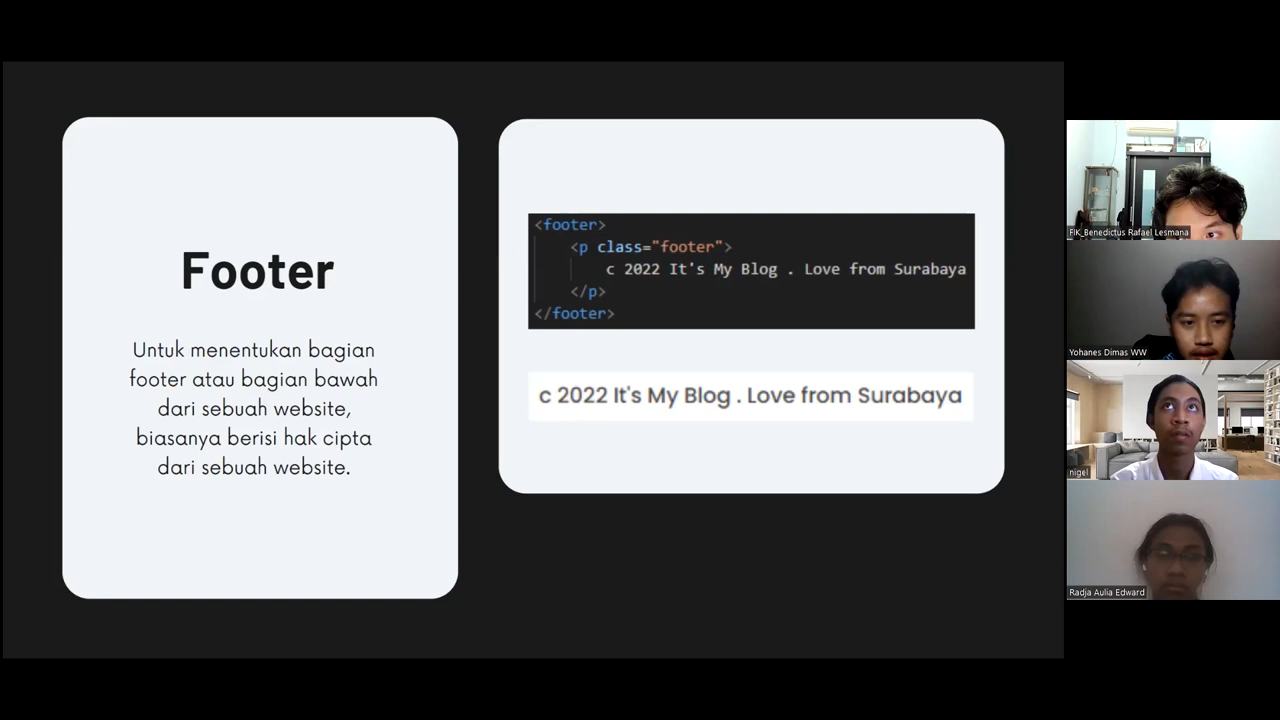 Footer
Untuk menentukan bagian
footer atau bagian bawah
dari sebuah website,
biasanya berisi hak cipta
dari sebuah website.
<footer>
<p class="footer">
c 2022 It's My Blog . Love from Surabaya
</p>
</footer>
c 2022 It's My Blog . Love from Surabaya
FIK_Benedictus Rafael Lesmana
Yohanes Dimas WW
nigel
Radja Aulia Edward